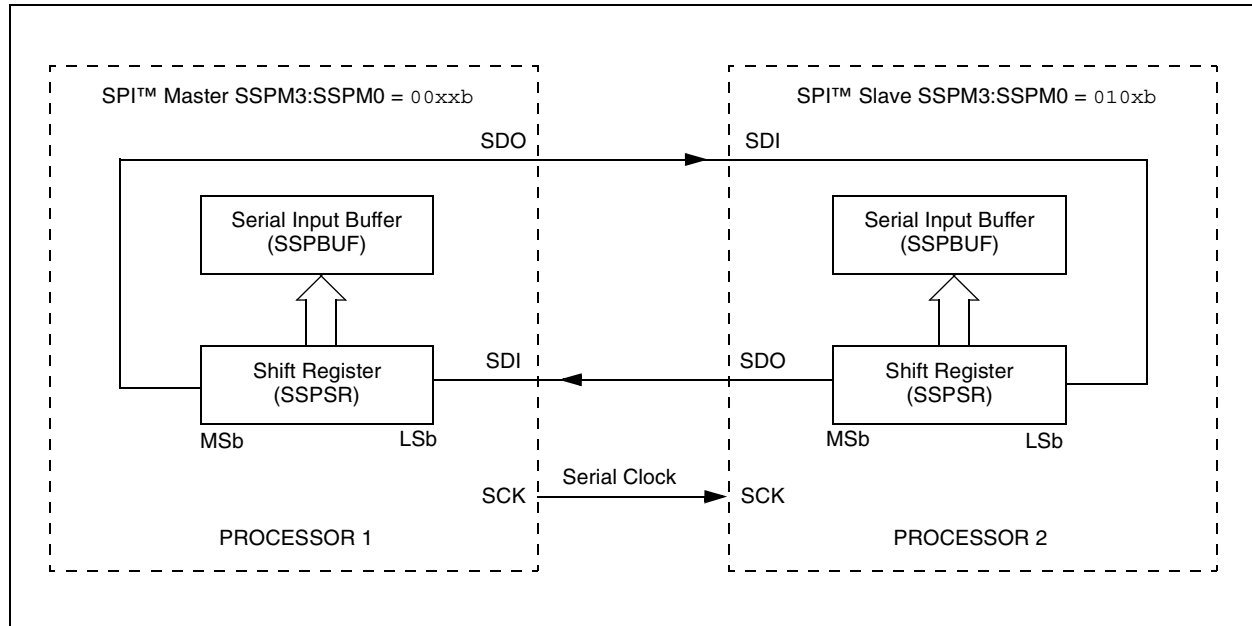 SPI™ Master SSPM3:SSPM0 = 00xxb
SDO
Serial Input Buffer
(SSPBUF)
Shift Register
(SSPSR)
MSb
LSb
SDI
SCK
PROCESSOR 1
Serial Clock
SPI™ Slave SSPM3:SSPM0 = 010xb
SDI
Serial Input Buffer
(SSPBUF)
SDO
Shift Register
(SSPSR)
MSb
LSb
SCK
PROCESSOR 2